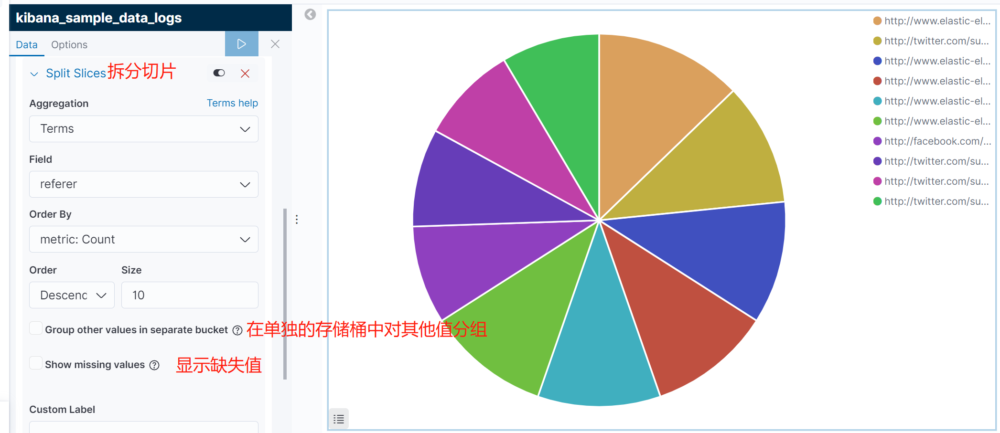 kibana_sample_data_logs
Data Options
Split Slices拆分切片
Aggregation Terms help
Terms
Field
referer
Order By
metric: Count
Order Size
Descenc 10
Group other values in separate bucket ? 在单独的存储桶中对其他值分组
Show missing values ? 显示缺失值
Custom Label
http://www.elastic-el...
http://twitter.com/su...
http://www.elastic-el...
http://www.elastic-el...
http://www.elastic-el...
http://www.elastic-el...
http://facebook.com/...
http://twitter.com/su...
http://twitter.com/su...
http://twitter.com/su...